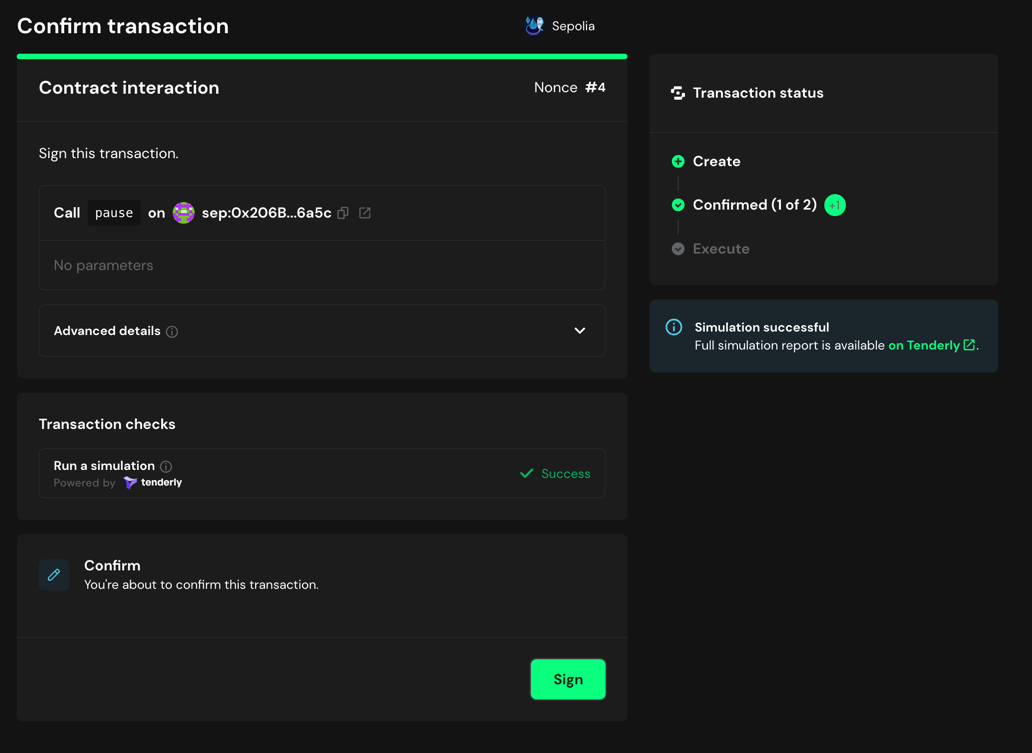 Confirm transaction
Sepolia
Contract interaction
Nonce #4
Sign this transaction.
Call pause on sep:0x206B...6a5c
No parameters
Advanced details
Transaction checks
Run a simulation
Powered by tenderly
Success
Confirm
You're about to confirm this transaction.
Sign
Transaction status
Create
Confirmed (1 of 2) +1
Execute
Simulation successful
Full simulation report is available on Tenderly.